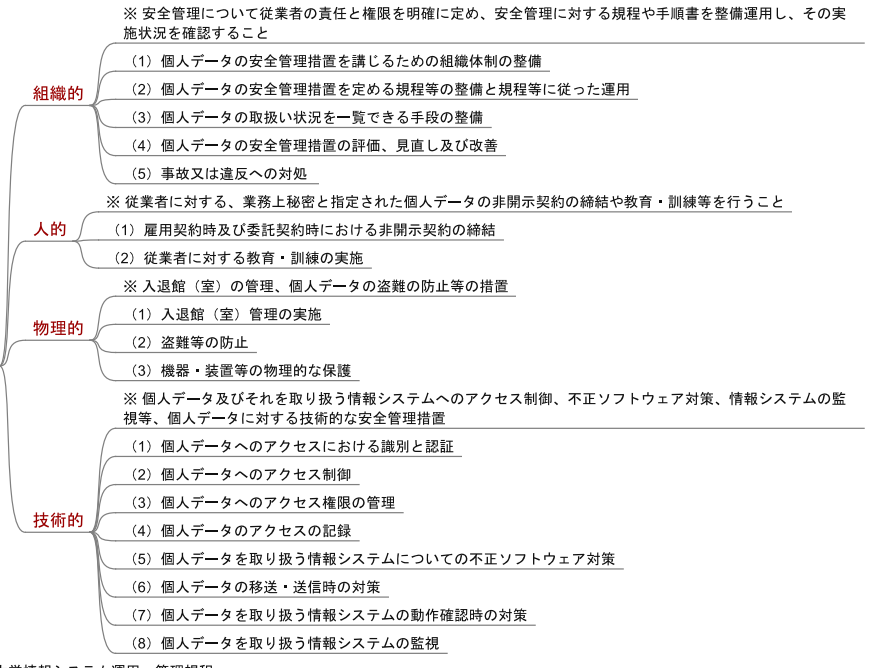 ※ 安全管理について従業者の責任と権限を明確に定め、安全管理に対する規程や手順書を整備運用し、その実
施状況を確認すること
組織的
（1）個人データの安全管理措置を講じるための組織体制の整備
（2）個人データの安全管理措置を定める規程等の整備と規程等に従った運用
（3）個人データの取扱い状況を一覧できる手段の整備
（4）個人データの安全管理措置の評価、見直し及び改善
（5）事故又は違反への対処
人的
※ 従業者に対する、業務上秘密と指定された個人データの非開示契約の締結や教育・訓練等を行うこと
（1）雇用契約時及び委託契約時における非開示契約の締結
（2）従業者に対する教育・訓練の実施
物理的
※ 入退館（室）の管理、個人データの盗難の防止等の措置
（1）入退館（室）管理の実施
（2）盗難等の防止
（3）機器・装置等の物理的な保護
技術的
※ 個人データ及びそれを取り扱う情報システムへのアクセス制御、不正ソフトウェア対策、情報システムの監
視等、個人データに対する技術的な安全管理措置
（1）個人データへのアクセスにおける識別と認証
（2）個人データへのアクセス制御
（3）個人データへのアクセス権限の管理
（4）個人データのアクセスの記録
（5）個人データを取り扱う情報システムについての不正ソフトウェア対策
（6）個人データの移送・送信時の対策
（7）個人データを取り扱う情報システムの動作確認時の対策
（8）個人データを取り扱う情報システムの監視